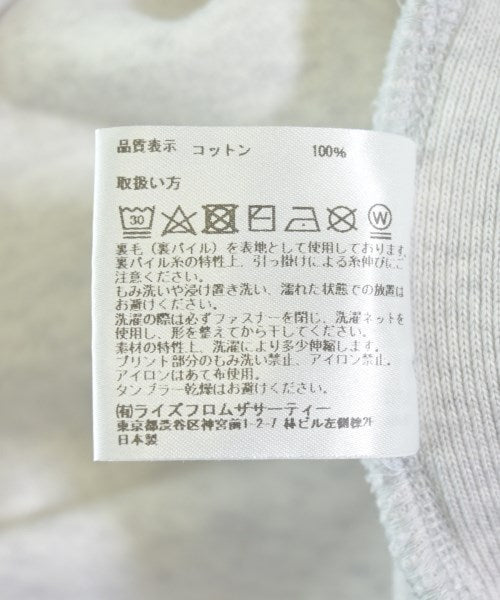 品質表示 コットン 100%
取扱い方
30 W
裏毛(裏パイル)を表地として使用しております。
裏パイル糸の特性上、引っ掛けによる糸伸びにご
注意ください。
もみ洗いや浸け置き洗い、濡れた状態での放置は
お避けください。
洗濯の際は必ずファスナーを閉じ、洗濯ネットを
使用し、形を整えてから干してください。
素材の特性上、洗濯により多少伸縮します。
プリント部分のもみ洗い禁止、アイロン禁止。
アイロンはあて布使用。
タンブラー乾燥はお避けください。
㈲ライズフロムザサーティー
東京都渋谷区神宮前1-2-7 林ビル左側棟2F
日本製